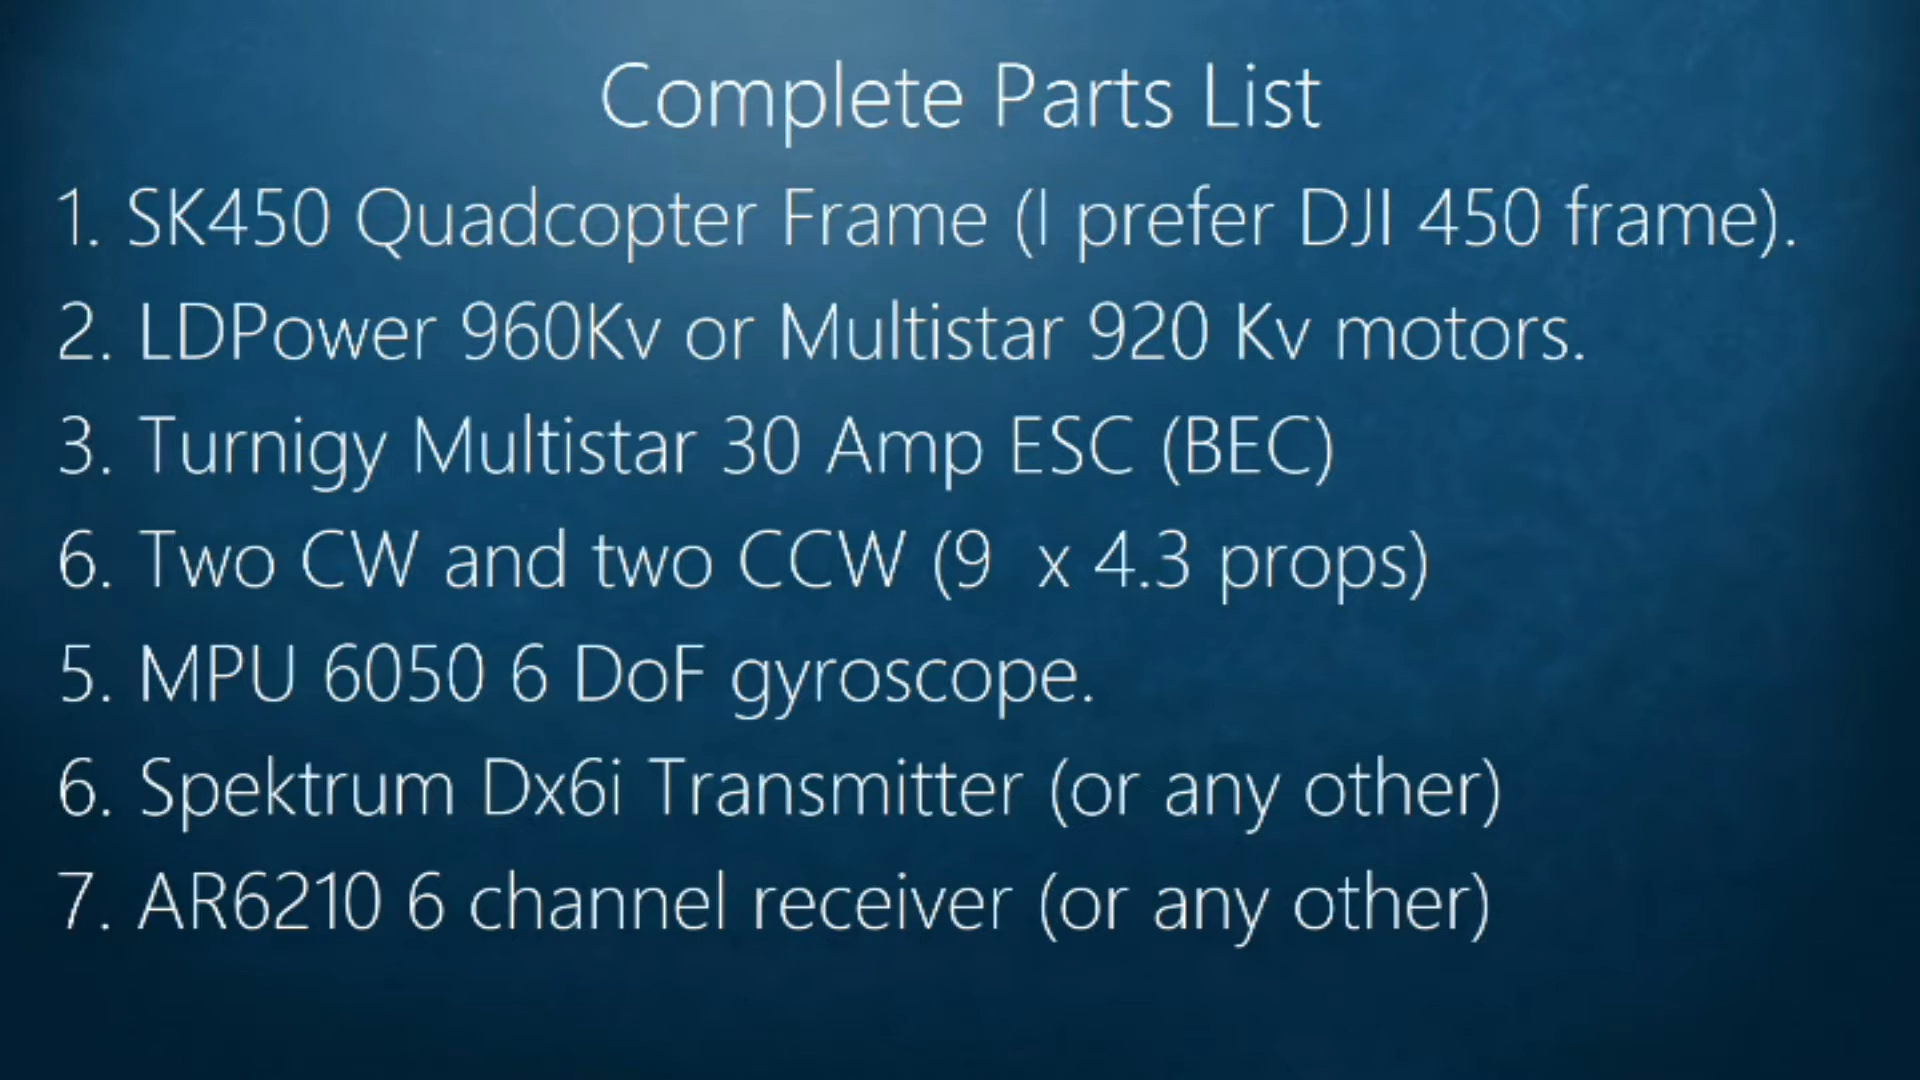 Complete Parts List
1. SK450 Quadcopter Frame (I prefer DJI 450 frame).
2. LDPower 960Kv or Multistar 920 Kv motors.
3. Turnigy Multistar 30 Amp ESC (BEC)
6. Two CW and two CCW (9  x 4.3 props)
5. MPU 6050 6 DoF gyroscope.
6. Spektrum Dx6i Transmitter (or any other)
7. AR6210 6 channel receiver (or any other)